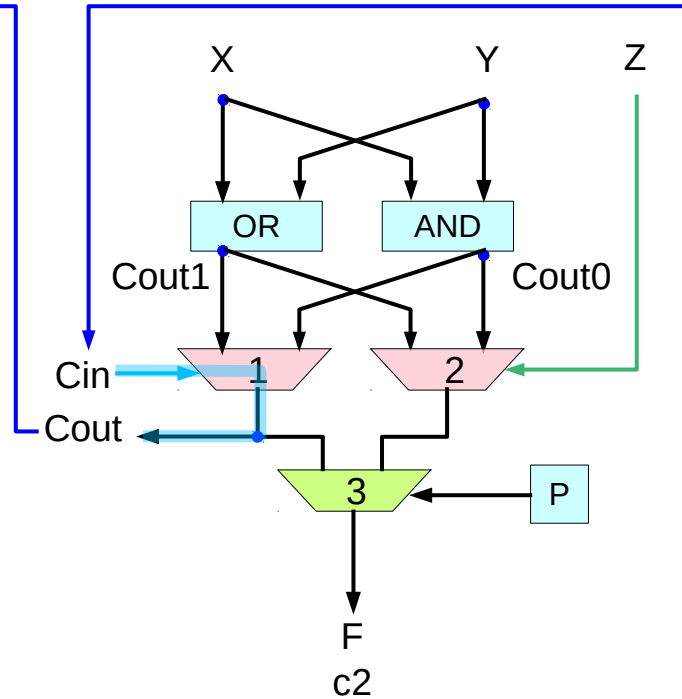 X Y Z
OR AND
Cout1 Cout0
Cin 1 2
Cout
3 P
F
c2